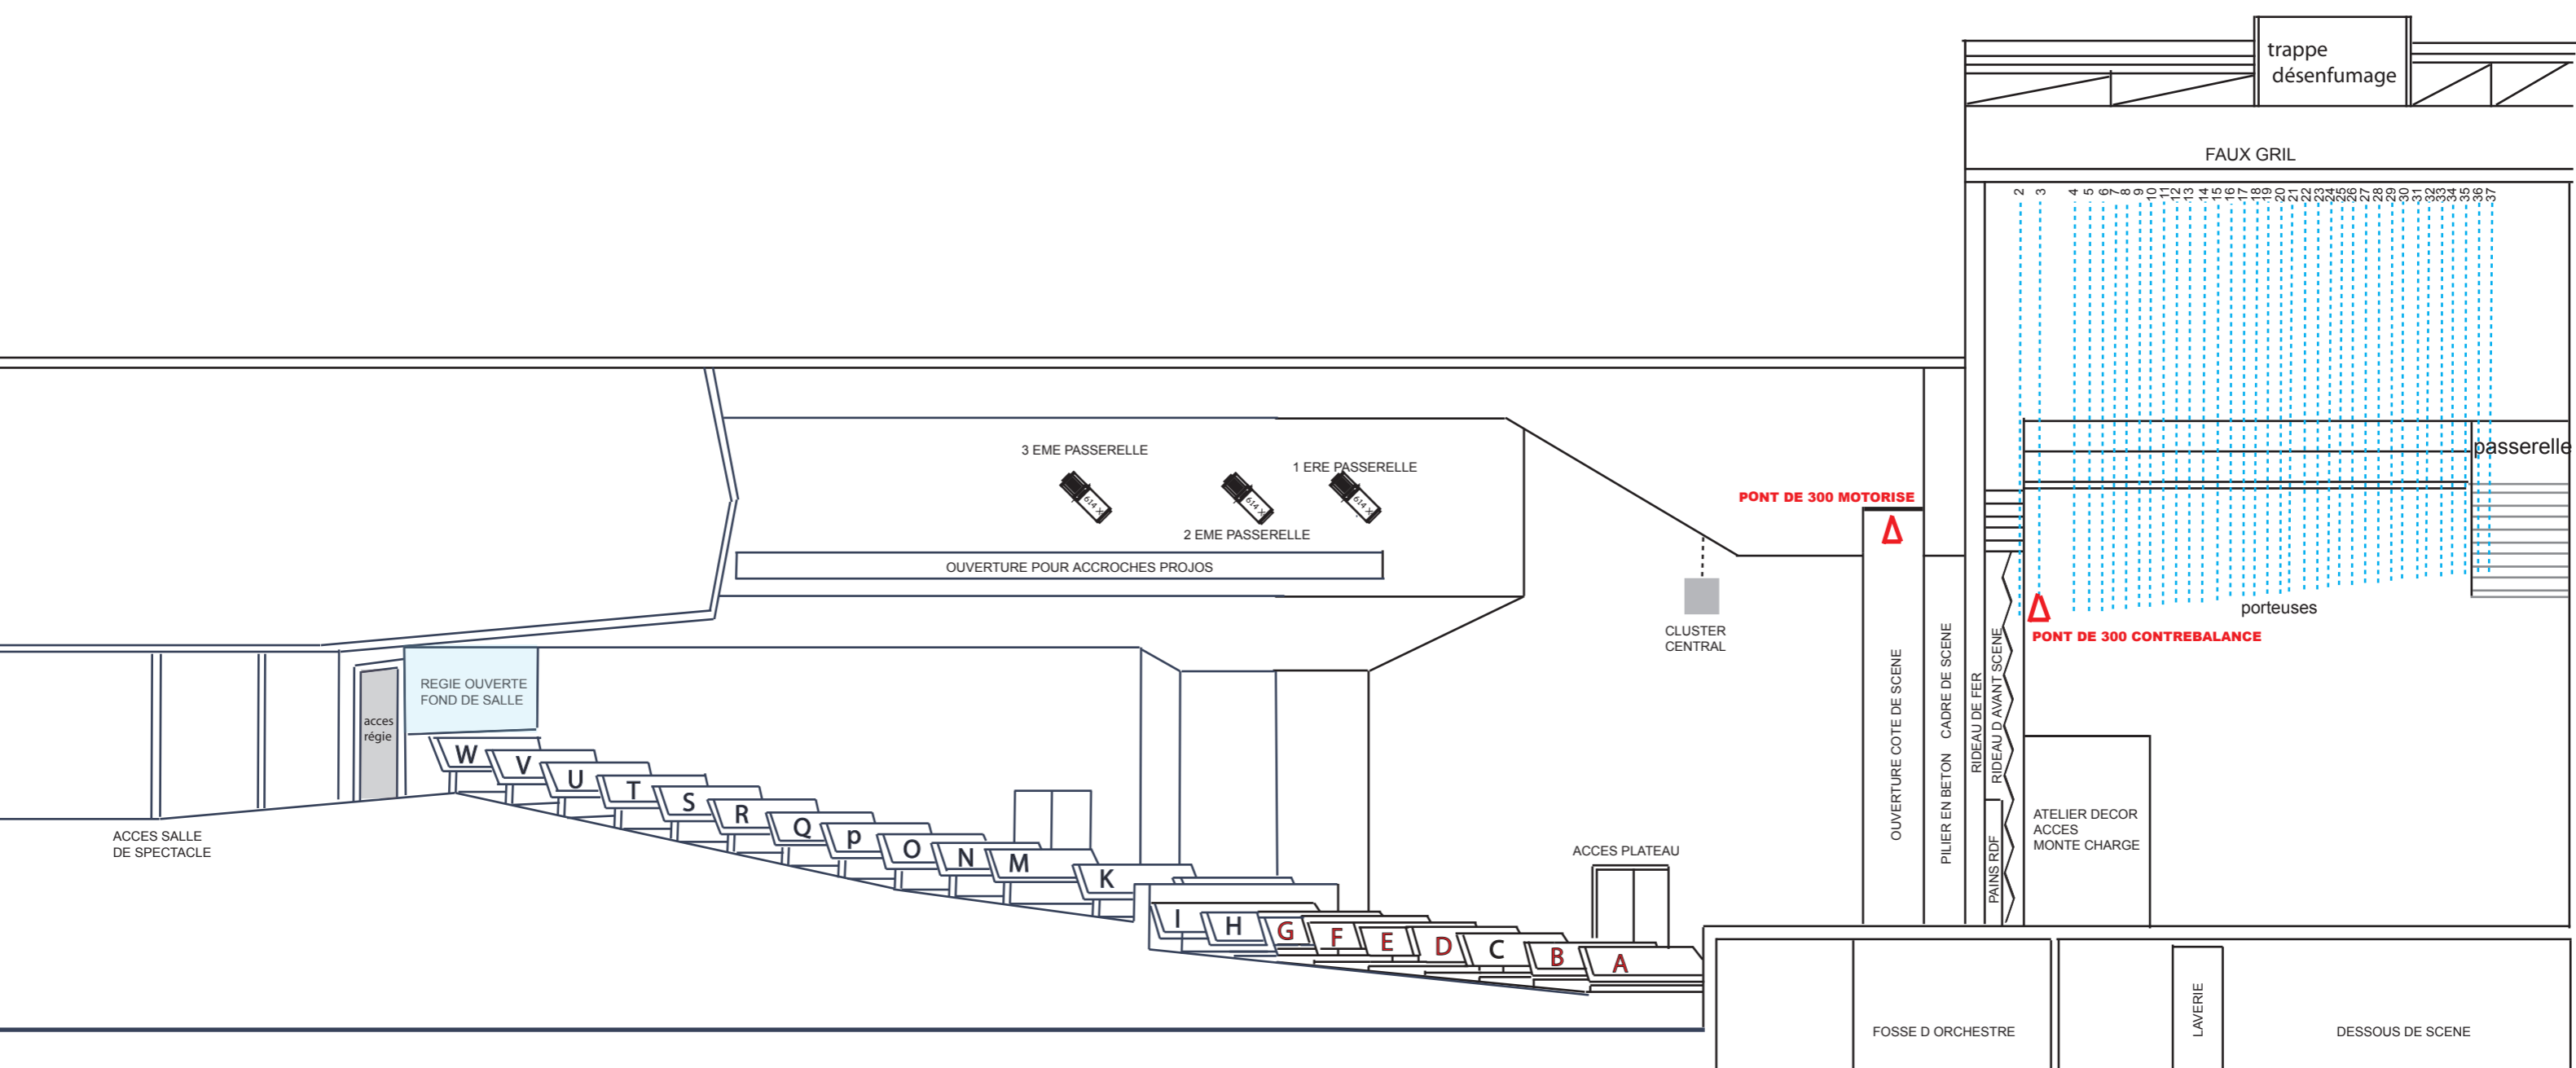 trappe
désenfumage
FAUX GRIL
2 3 4 5 6 7 8 9 10 11 12 13 14 15 16 17 18 19 20 21 22 23 24 25 26 27 28 29 30 31 32 33 34 35 36 37
passerelle
3 EME PASSERELLE
1 ERE PASSERELLE
2 EME PASSERELLE
614 X
614 X
614 X
PONT DE 300 MOTORISE
OUVERTURE POUR ACCROCHES PROJOS
CLUSTER
CENTRAL
porteuses
PONT DE 300 CONTREBALANCE
OUVERTURE COTE DE SCENE
PILIER EN BETON CADRE DE SCENE
RIDEAU DE FER
RIDEAU D AVANT SCENE
PAINS RDF
REGIE OUVERTE
FOND DE SALLE
acces
régie
W
V
U
T
S
R
Q
p
O
N
M
K
I
H
G
F
E
D
C
B
A
ACCES SALLE
DE SPECTACLE
ACCES PLATEAU
ATELIER DECOR
ACCES
MONTE CHARGE
FOSSE D ORCHESTRE
LAVERIE
DESSOUS DE SCENE